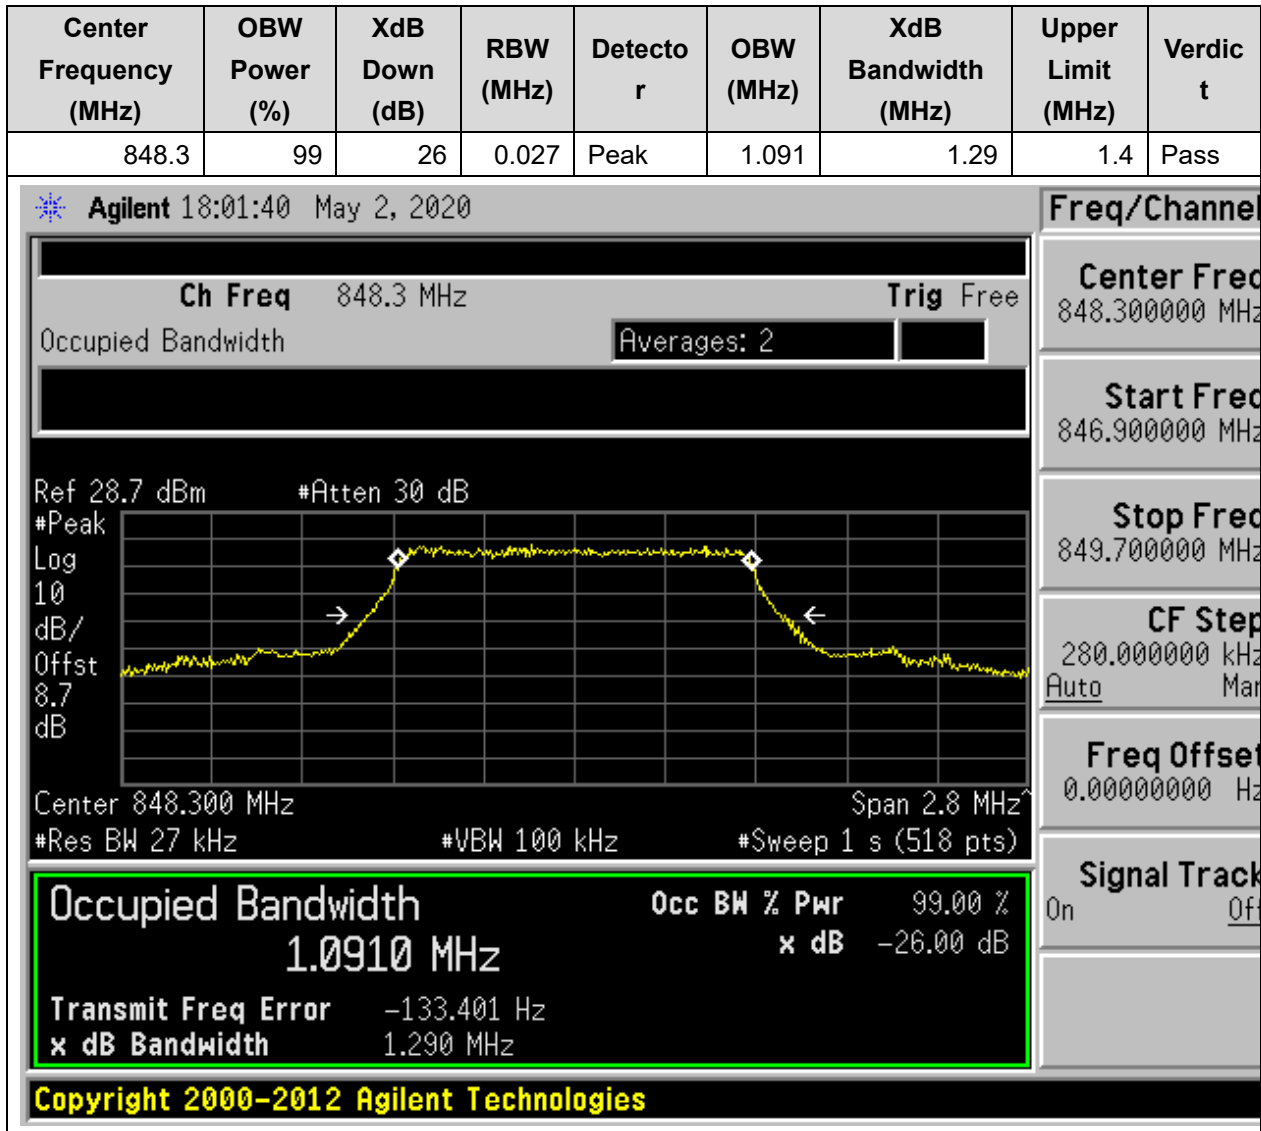 Center Frequency (MHz) OBW Power (%) XdB Down (dB) RBW (MHz) Detecto r OBW (MHz) XdB Bandwidth (MHz) Upper Limit (MHz) Verdic t
848.3 99 26 0.027 Peak 1.091 1.29 1.4 Pass
Agilent 18:01:40 May 2, 2020
Ch Freq 848.3 MHz Trig Free
Occupied Bandwidth Averages: 2
Ref 28.7 dBm #Atten 30 dB
#Peak
Log
10
dB/
Offst
8.7
dB
Center 848.300 MHz Span 2.8 MHz^
#Res BW 27 kHz #VBW 100 kHz #Sweep 1 s (518 pts)
Occupied Bandwidth Occ BW % Pwr 99.00 %
1.0910 MHz x dB -26.00 dB
Transmit Freq Error -133.401 Hz
x dB Bandwidth 1.290 MHz
Copyright 2000-2012 Agilent Technologies
Freq/Channel
Center Freq
848.300000 MHz
Start Freq
846.900000 MHz
Stop Freq
849.700000 MHz
CF Step
280.000000 kHz
Auto Man
Freq Offset
0.00000000 Hz
Signal Track
On Off